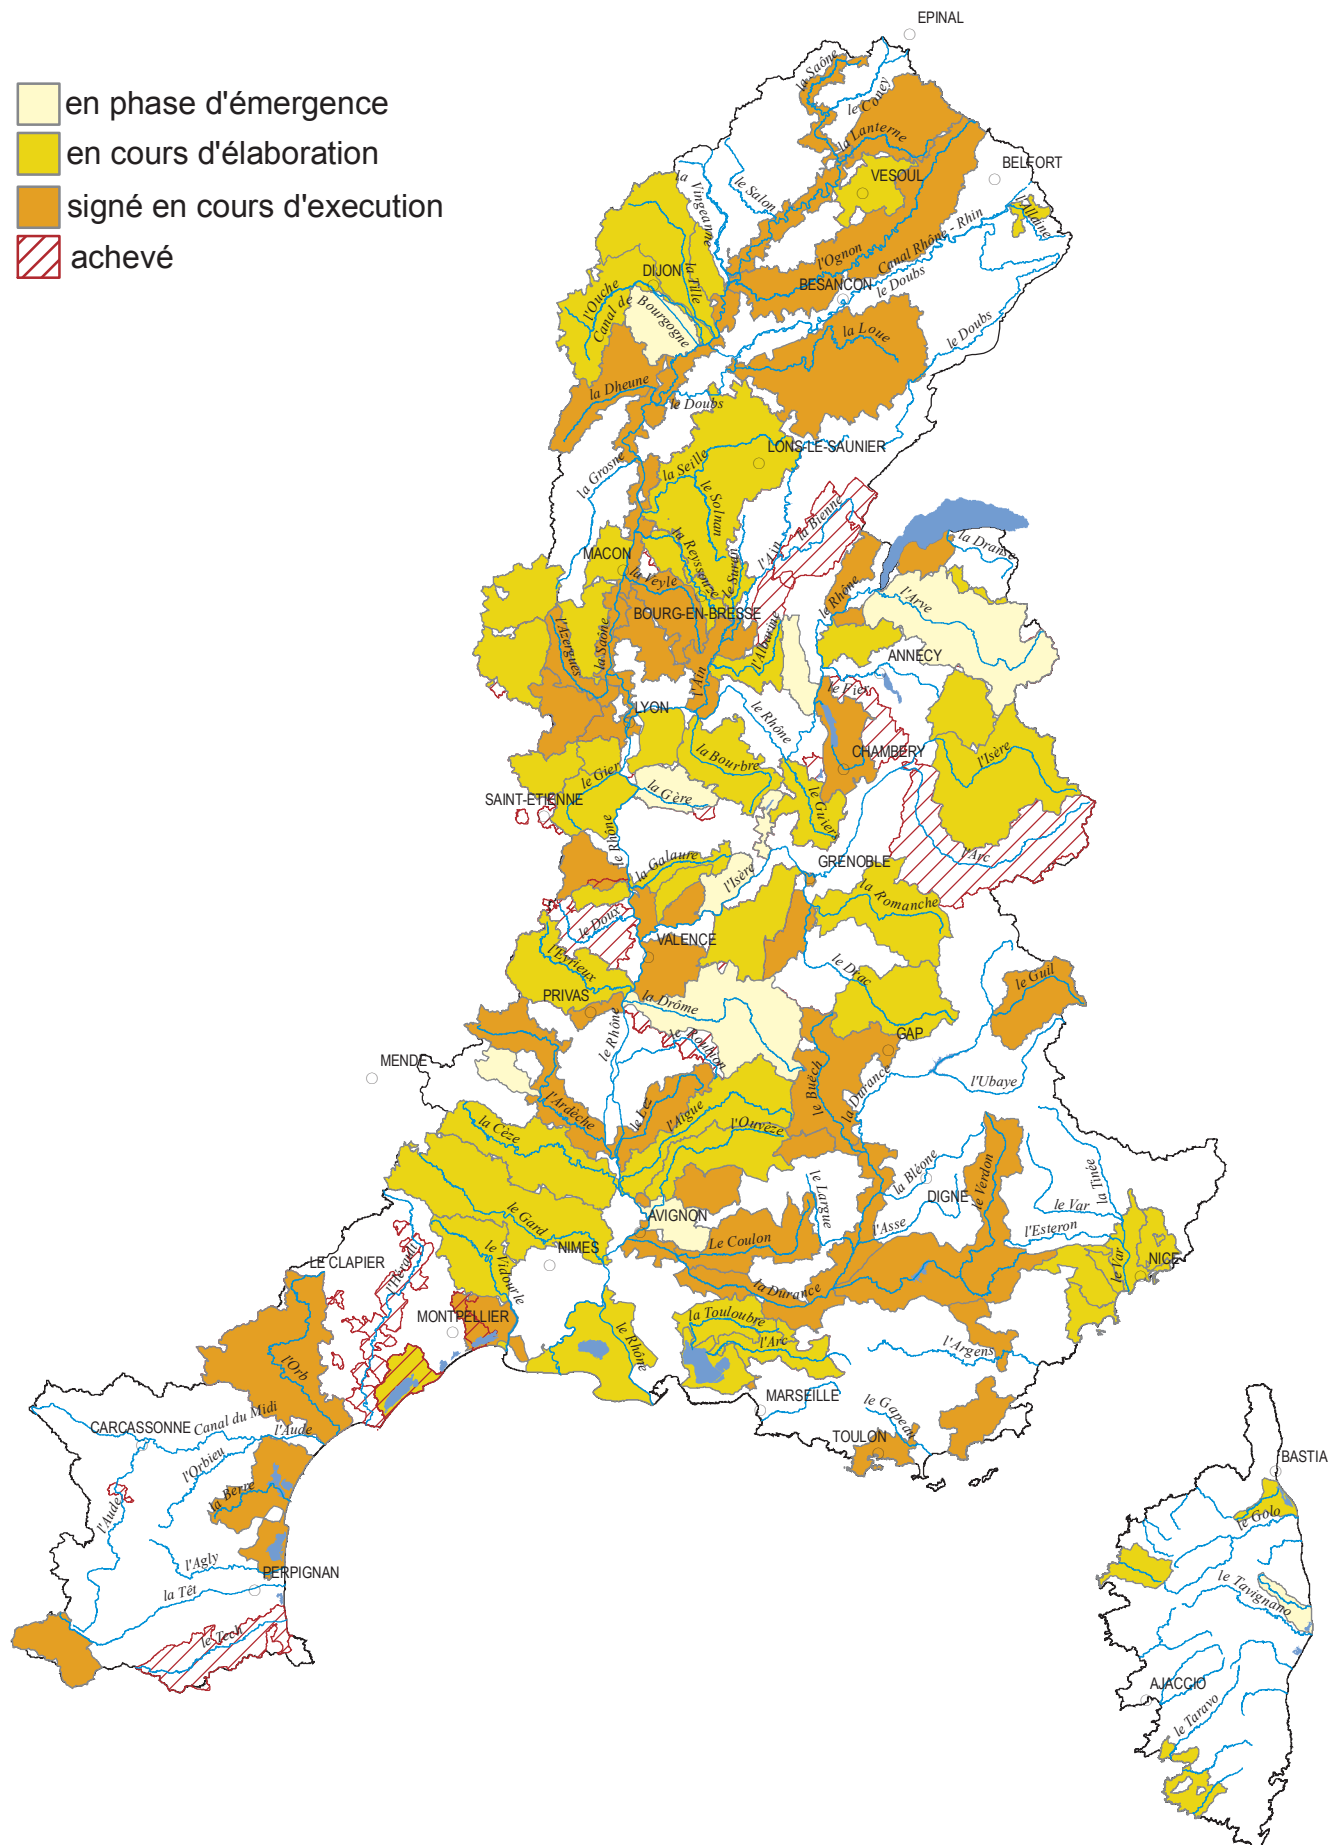 EPINAL
en phase d'émergence
en cours d'élaboration
signé en cours d'execution
achevé
la Saône
le Coney
la Lanterne
VESOUL
BELFORT
l'Allaine
la Vingeanne
le Salon
l'Ognon
Canal Rhône - Rhin
BESANCON
le Doubs
DIJON
la Tille
l'Ouche
Canal de Bourgogne
la Loue
le Doubs
la Dheune
le Doubs
LONS-LE-SAUNIER
la Grosne
la Seille
le Solnan
la Bienne
l'Ain
la Dranse
MACON
la Reyssouze
le Suran
la Veyle
BOURG-EN-BRESSE
le Rhône
l'Arve
l'Azergues
la Saône
l'Albarine
ANNECY
l'Ain
le Fier
LYON
le Rhône
CHAMBERY
la Bourbre
l'Isère
le Gier
la Gère
SAINT-ETIENNE
le Guiers
le Rhône
l'Arc
GRENOBLE
la Galaure
l'Isère
la Romanche
le Doux
VALENCE
l'Eyrieux
le Drac
le Guil
PRIVAS
la Drôme
le Rhône
le Roubion
GAP
MENDE
l'Ubaye
la Durance
le Buëch
l'Ardèche
le Lez
l'Aigue
l'Ouvèze
la Cèze
la Bléone
le Verdon
la Tinée
le Largue
DIGNE
le Var
AVIGNON
l'Asse
l'Esteron
le Gard
Le Coulon
NIMES
le Vidourle
le Var
NICE
LE CLAPIER
l'Hérault
la Durance
MONTPELLIER
la Touloubre
l'Arc
le Rhône
l'Argens
l'Orb
MARSEILLE
le Gapeau
CARCASSONNE
Canal du Midi
l'Aude
TOULON
l'Orbieu
BASTIA
la Berre
l'Aude
le Golo
l'Agly
PERPIGNAN
la Têt
le Tavignano
le Tech
AJACCIO
le Taravo